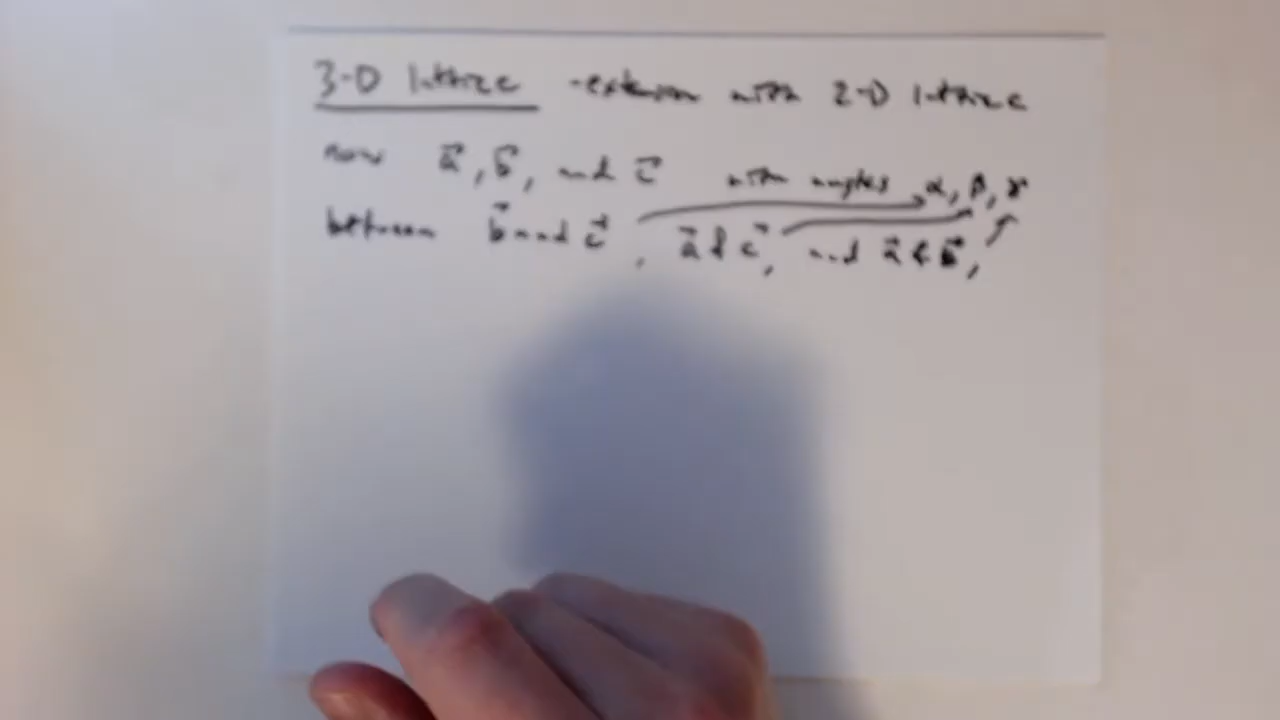 3-D lattice - extension with 2-D lattice
now a⃗, b⃗, and c⃗ with angles α, β, γ
between b⃗ and c⃗, a⃗ & c⃗, and a⃗ & b⃗,